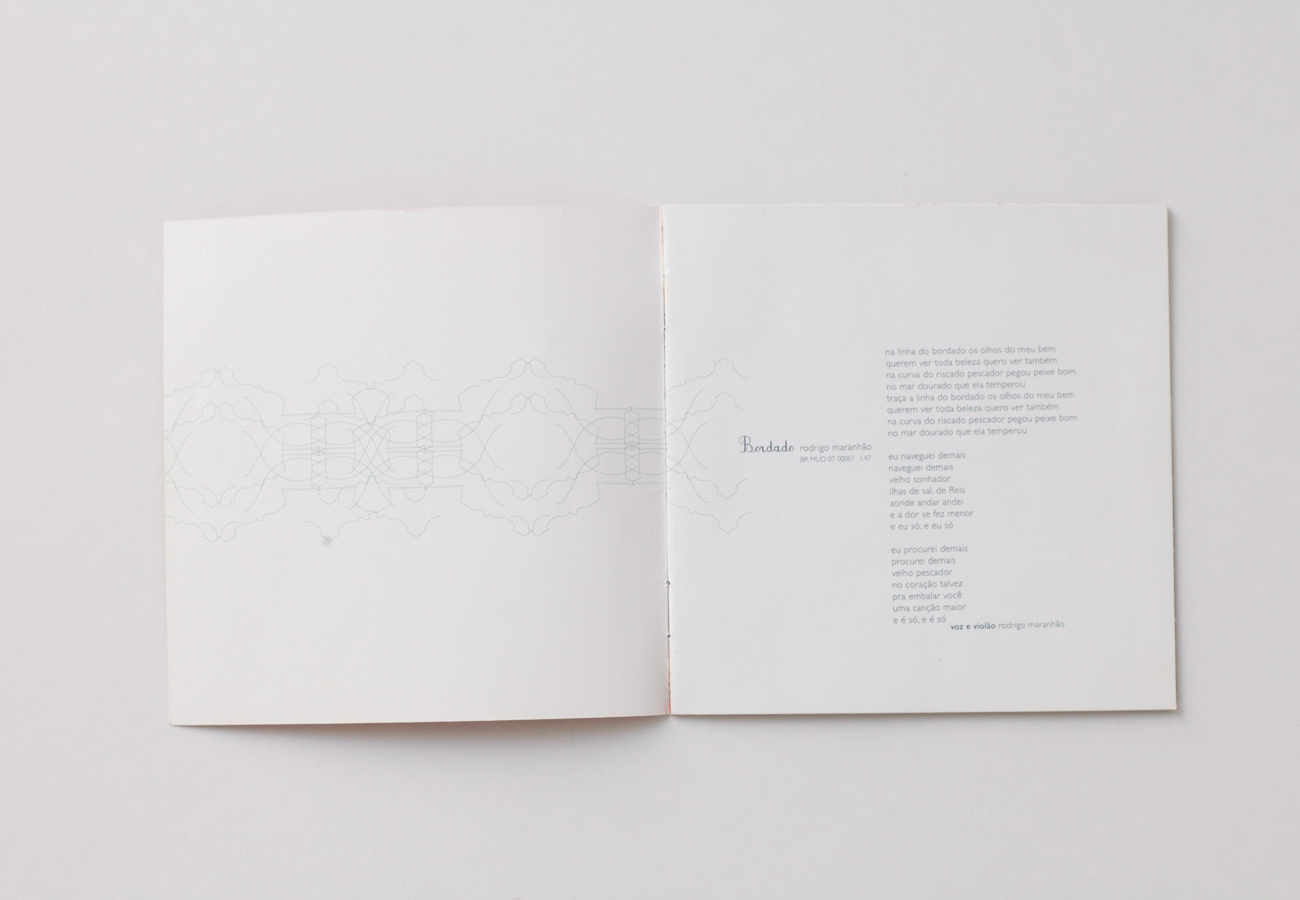 Bordado rodrigo maranhão
BR MUD 07 00001 · 1.47
na linha do bordado os olhos do meu bem
querem ver toda beleza quero ver também
na curva do riscado pescador pegou peixe bom
no mar dourado que ela temperou
traça a linha do bordado os olhos do meu bem
querem ver toda beleza quero ver também
na curva do riscado pescador pegou peixe bom
no mar dourado que ela temperou
eu naveguei demais
naveguei demais
velho sonhador
ilhas de sal, de Reis
aonde andar andei
e a dor se fez menor
e eu só, e eu só
eu procurei demais
procurei demais
velho pescador
no coração talvez
pra embalar você
uma canção maior
e é só, e é só
voz e violão rodrigo maranhão